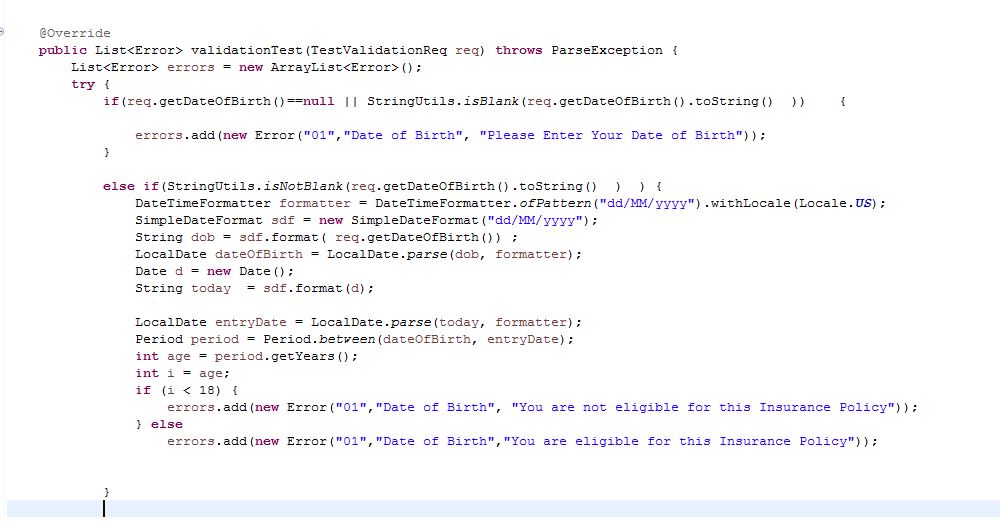 @Override
public List<Error> validationTest(TestValidationReq req) throws ParseException {
List<Error> errors = new ArrayList<Error>();
try {
if(req.getDateOfBirth()==null || StringUtils.isBlank(req.getDateOfBirth().toString()  ))    {
errors.add(new Error("01","Date of Birth", "Please Enter Your Date of Birth"));
}
else if(StringUtils.isNotBlank(req.getDateOfBirth().toString()  )  ) {
DateTimeFormatter formatter = DateTimeFormatter.ofPattern("dd/MM/yyyy").withLocale(Locale.US);
SimpleDateFormat sdf = new SimpleDateFormat("dd/MM/yyyy");
String dob = sdf.format( req.getDateOfBirth()) ;
LocalDate dateOfBirth = LocalDate.parse(dob, formatter);
Date d = new Date();
String today  = sdf.format(d);
LocalDate entryDate = LocalDate.parse(today, formatter);
Period period = Period.between(dateOfBirth, entryDate);
int age = period.getYears();
int i = age;
if (i < 18) {
errors.add(new Error("01","Date of Birth", "You are not eligible for this Insurance Policy"));
} else
errors.add(new Error("01","Date of Birth","You are eligible for this Insurance Policy"));
}